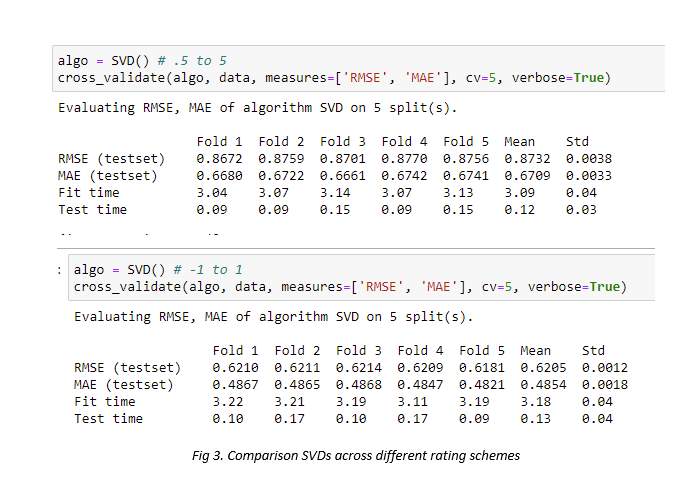 algo = SVD() # .5 to 5
cross_validate(algo, data, measures=['RMSE', 'MAE'], cv=5, verbose=True)
Evaluating RMSE, MAE of algorithm SVD on 5 split(s).
Fold 1 Fold 2 Fold 3 Fold 4 Fold 5 Mean Std
RMSE (testset) 0.8672 0.8759 0.8701 0.8770 0.8756 0.8732 0.0038
MAE (testset) 0.6680 0.6722 0.6661 0.6742 0.6741 0.6709 0.0033
Fit time 3.04 3.07 3.14 3.07 3.13 3.09 0.04
Test time 0.09 0.09 0.15 0.09 0.15 0.12 0.03
: algo = SVD() # -1 to 1
cross_validate(algo, data, measures=['RMSE', 'MAE'], cv=5, verbose=True)
Evaluating RMSE, MAE of algorithm SVD on 5 split(s).
Fold 1 Fold 2 Fold 3 Fold 4 Fold 5 Mean Std
RMSE (testset) 0.6210 0.6211 0.6214 0.6209 0.6181 0.6205 0.0012
MAE (testset) 0.4867 0.4865 0.4868 0.4847 0.4821 0.4854 0.0018
Fit time 3.22 3.21 3.19 3.11 3.19 3.18 0.04
Test time 0.10 0.17 0.10 0.17 0.09 0.13 0.04
Fig 3. Comparison SVDs across different rating schemes